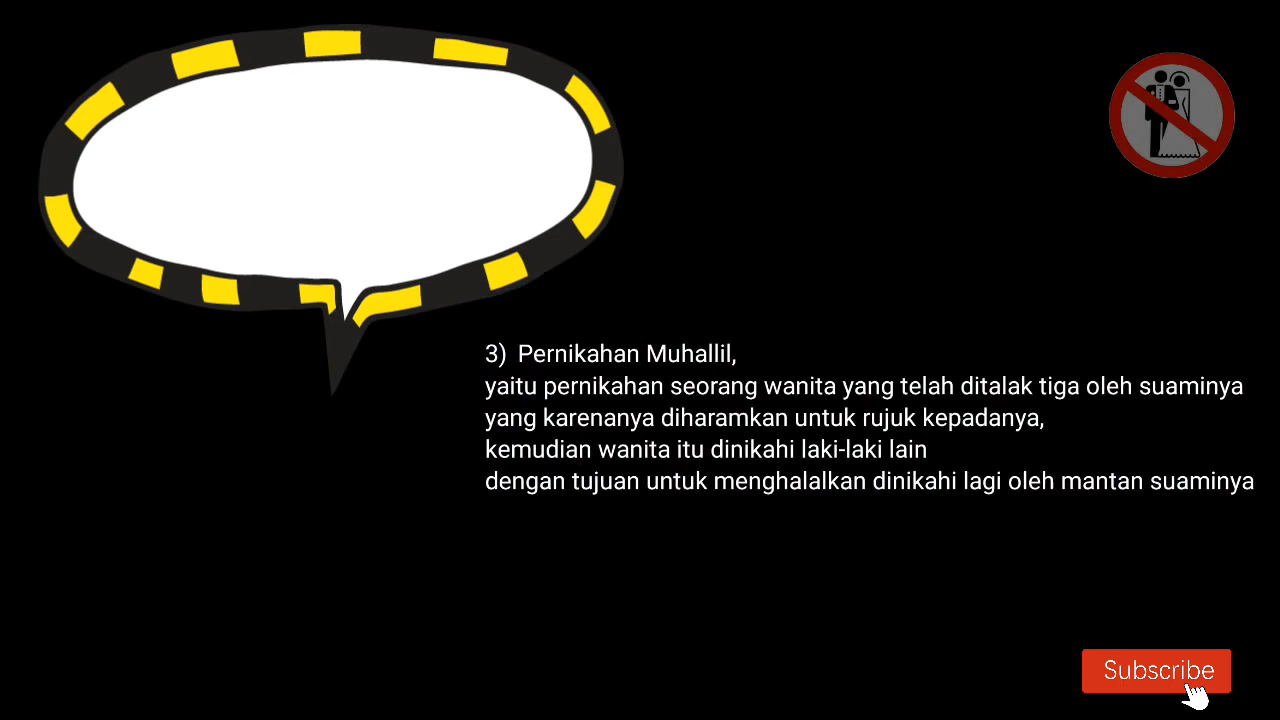 3) Pernikahan Muhallil,
yaitu pernikahan seorang wanita yang telah ditalak tiga oleh suaminya
yang karenanya diharamkan untuk rujuk kepadanya,
kemudian wanita itu dinikahi laki-laki lain
dengan tujuan untuk menghalalkan dinikahi lagi oleh mantan suaminya
Subscribe